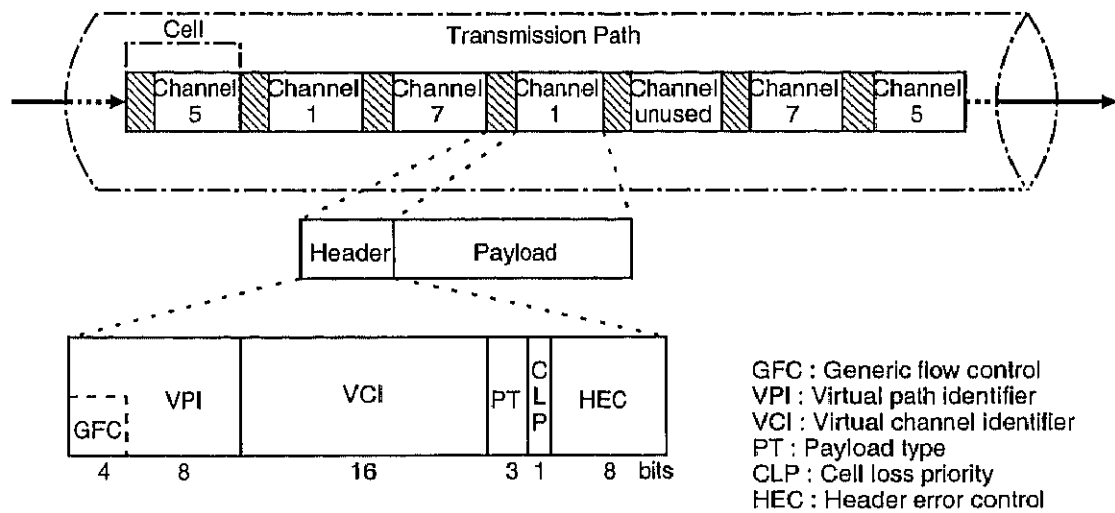 Cell
Transmission Path
Channel 5
Channel 1
Channel 7
Channel 1
Channel unused
Channel 7
Channel 5
Header
Payload
GFC
VPI
VCI
PT
CLP
HEC
4 8 16 3 1 8 bits
GFC : Generic flow control
VPI : Virtual path identifier
VCI : Virtual channel identifier
PT : Payload type
CLP : Cell loss priority
HEC : Header error control